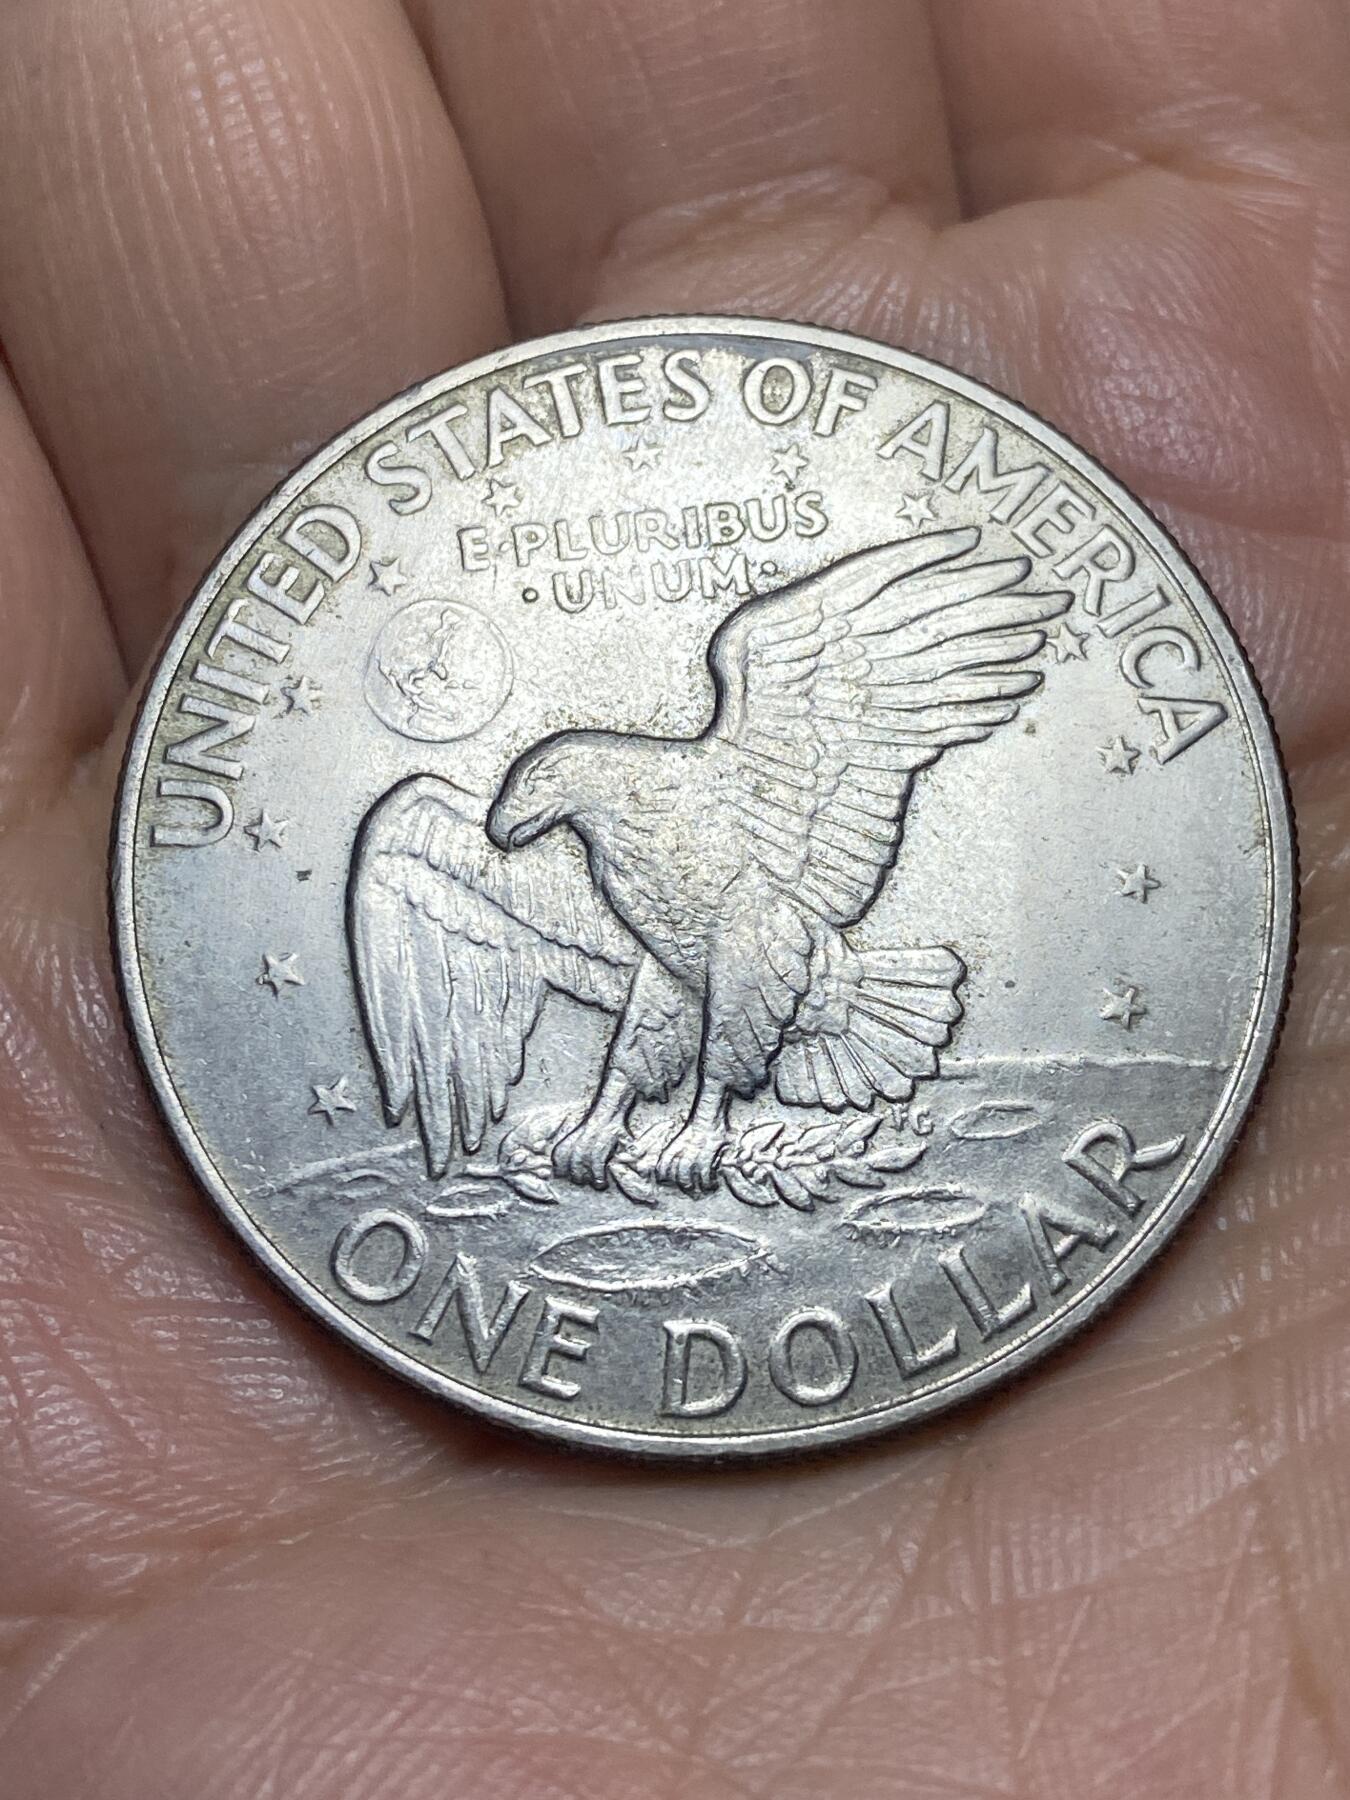 UNITED STATES OF AMERICA
E·PLURIBUS
·UNUM·
FG
ONE DOLLAR